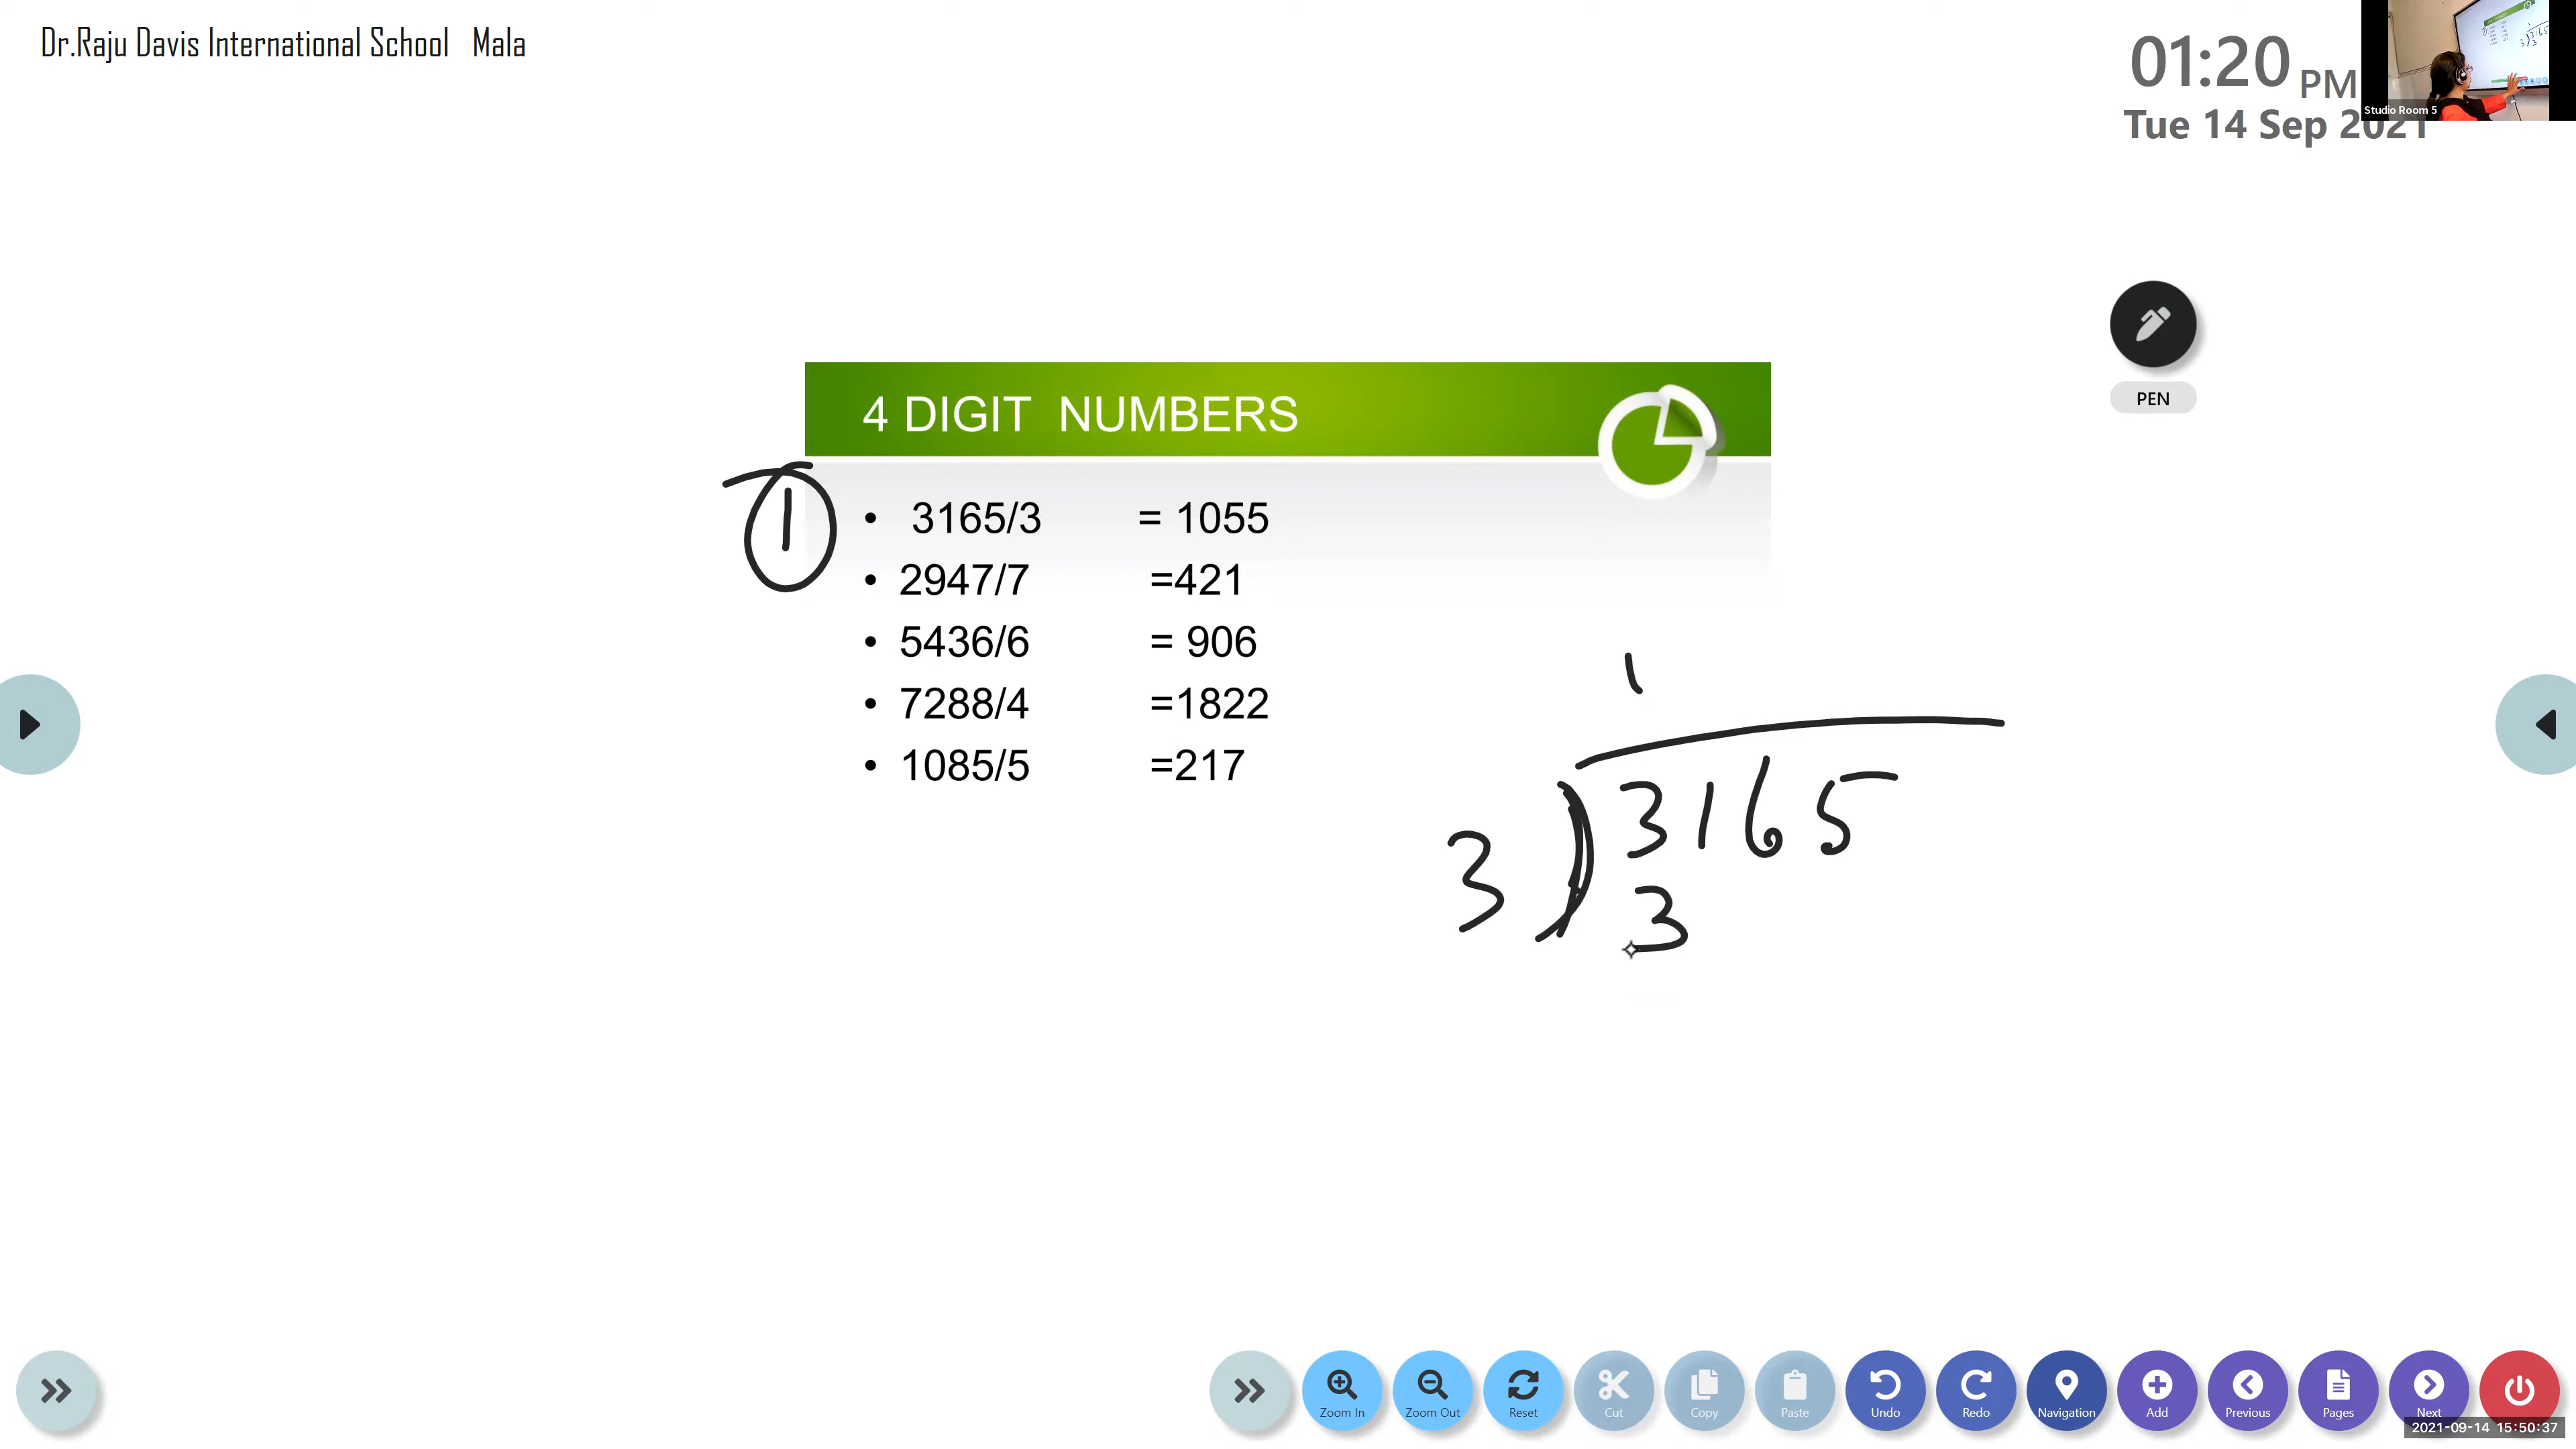 Dr.Raju Davis International School Mala
01:20 PM
Tue 14 Sep 2021
Studio Room 5
PEN
4 DIGIT NUMBERS
1
• 3165/3 = 1055
• 2947/7 =421
• 5436/6 = 906
• 7288/4 =1822
• 1085/5 =217
1
3 ) 3165
3
Zoom In
Zoom Out
Reset
Cut
Copy
Paste
Undo
Redo
Navigation
Add
Previous
Pages
Next
2021-09-14 15:50:37